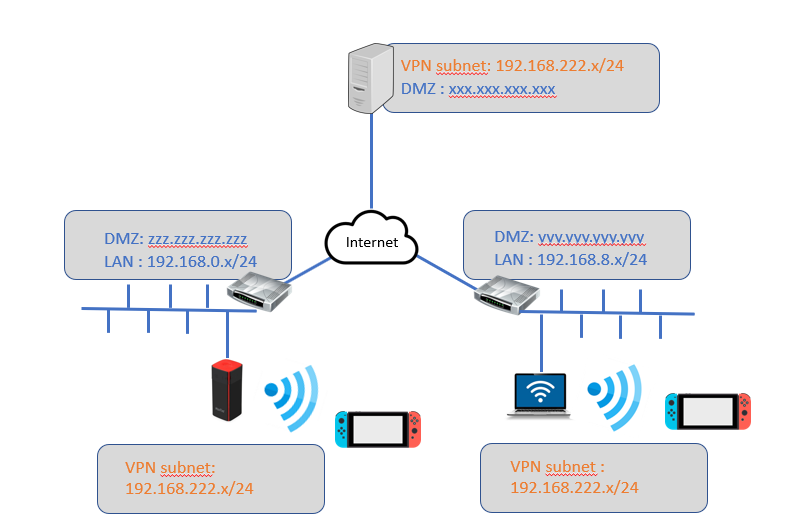 VPN subnet: 192.168.222.x/24
DMZ : xxx.xxx.xxx.xxx
Internet
DMZ: zzz.zzz.zzz.zzz
LAN : 192.168.0.x/24
DMZ: yyy.yyy.yyy.yyy
LAN : 192.168.8.x/24
VPN subnet:
192.168.222.x/24
VPN subnet :
192.168.222.x/24